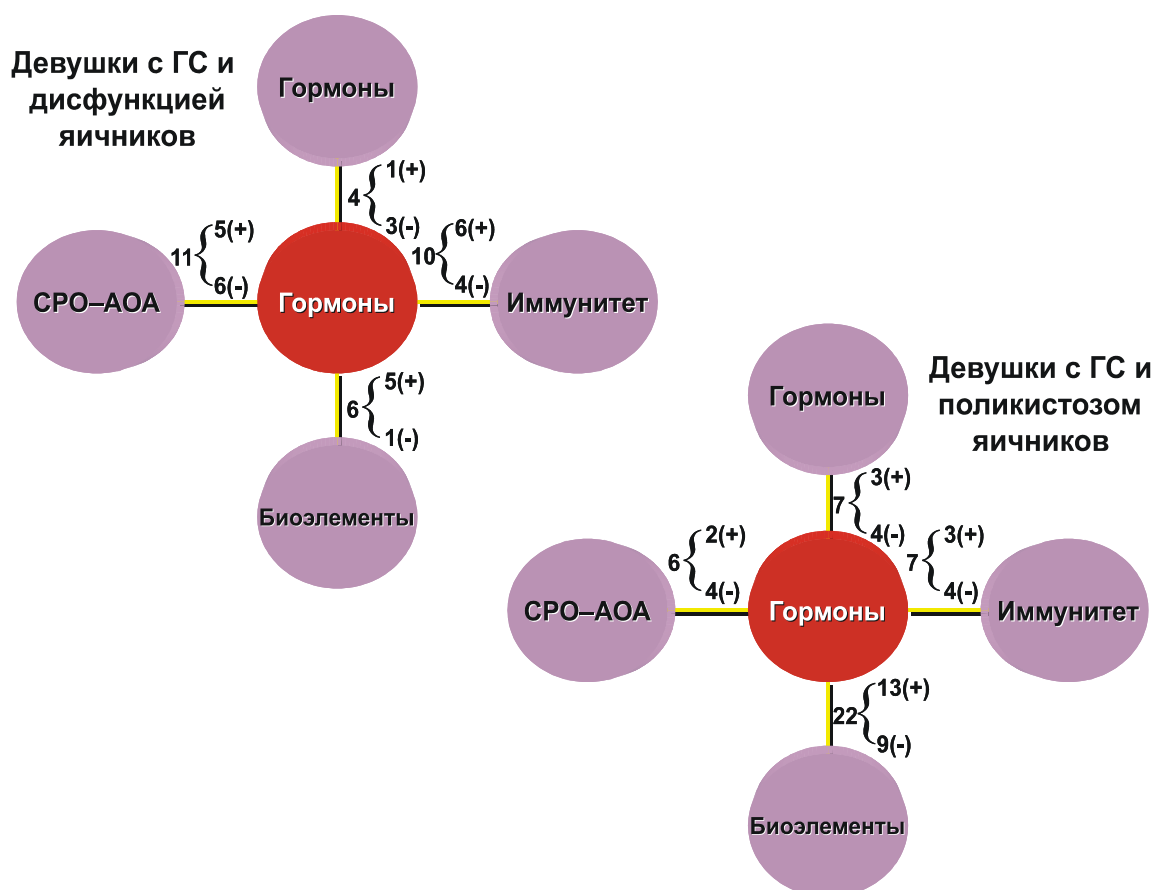 Девушки с ГС и
дисфункцией
яичников
Гормоны
4
1(+)
3(-)
11
5(+)
6(-)
10
6(+)
4(-)
СРО–АОА
Гормоны
Иммунитет
6
5(+)
1(-)
Биоэлементы
Девушки с ГС и
поликистозом
яичников
Гормоны
7
3(+)
4(-)
6
2(+)
4(-)
7
3(+)
4(-)
СРО–АОА
Гормоны
Иммунитет
22
13(+)
9(-)
Биоэлементы